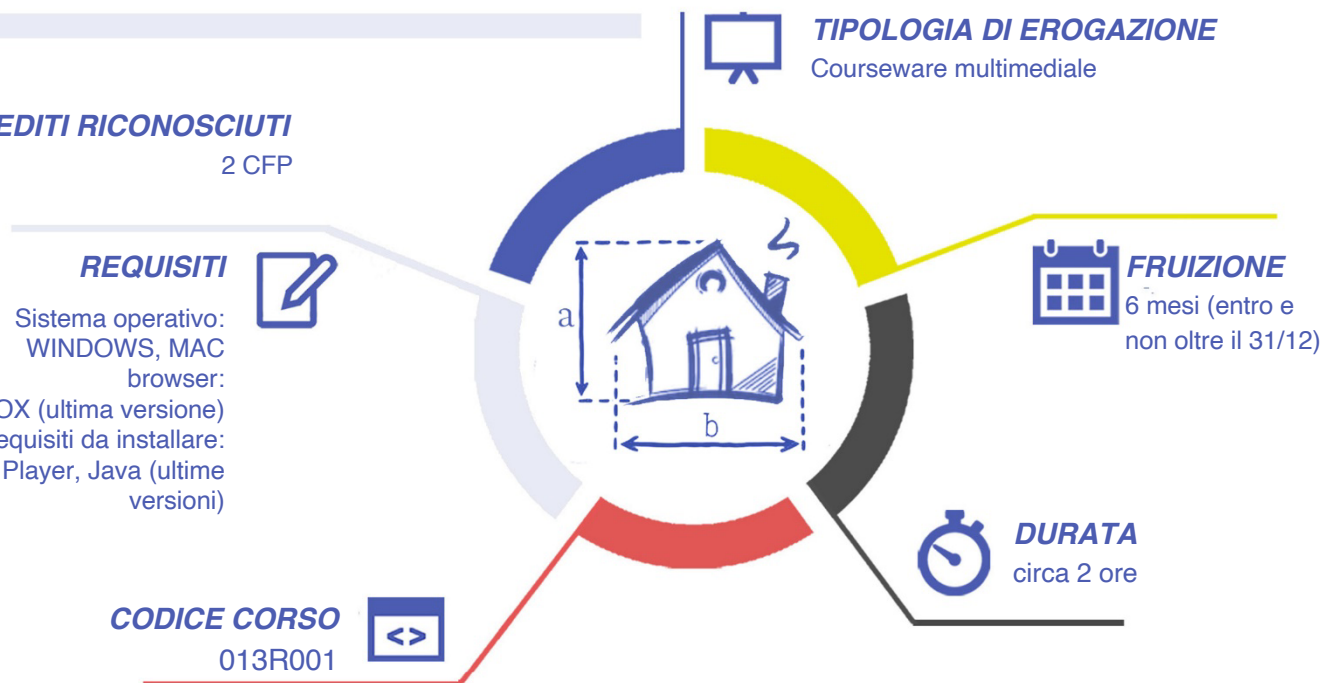 TIPOLOGIA DI EROGAZIONE
Courseware multimediale
EDITI RICONOSCIUTI
2 CFP
REQUISITI
Sistema operativo:
WINDOWS, MAC
browser:
OX (ultima versione)
equisiti da installare:
Player, Java (ultime
versioni)
FRUIZIONE
6 mesi (entro e
non oltre il 31/12)
a
b
DURATA
circa 2 ore
CODICE CORSO
<>
013R001